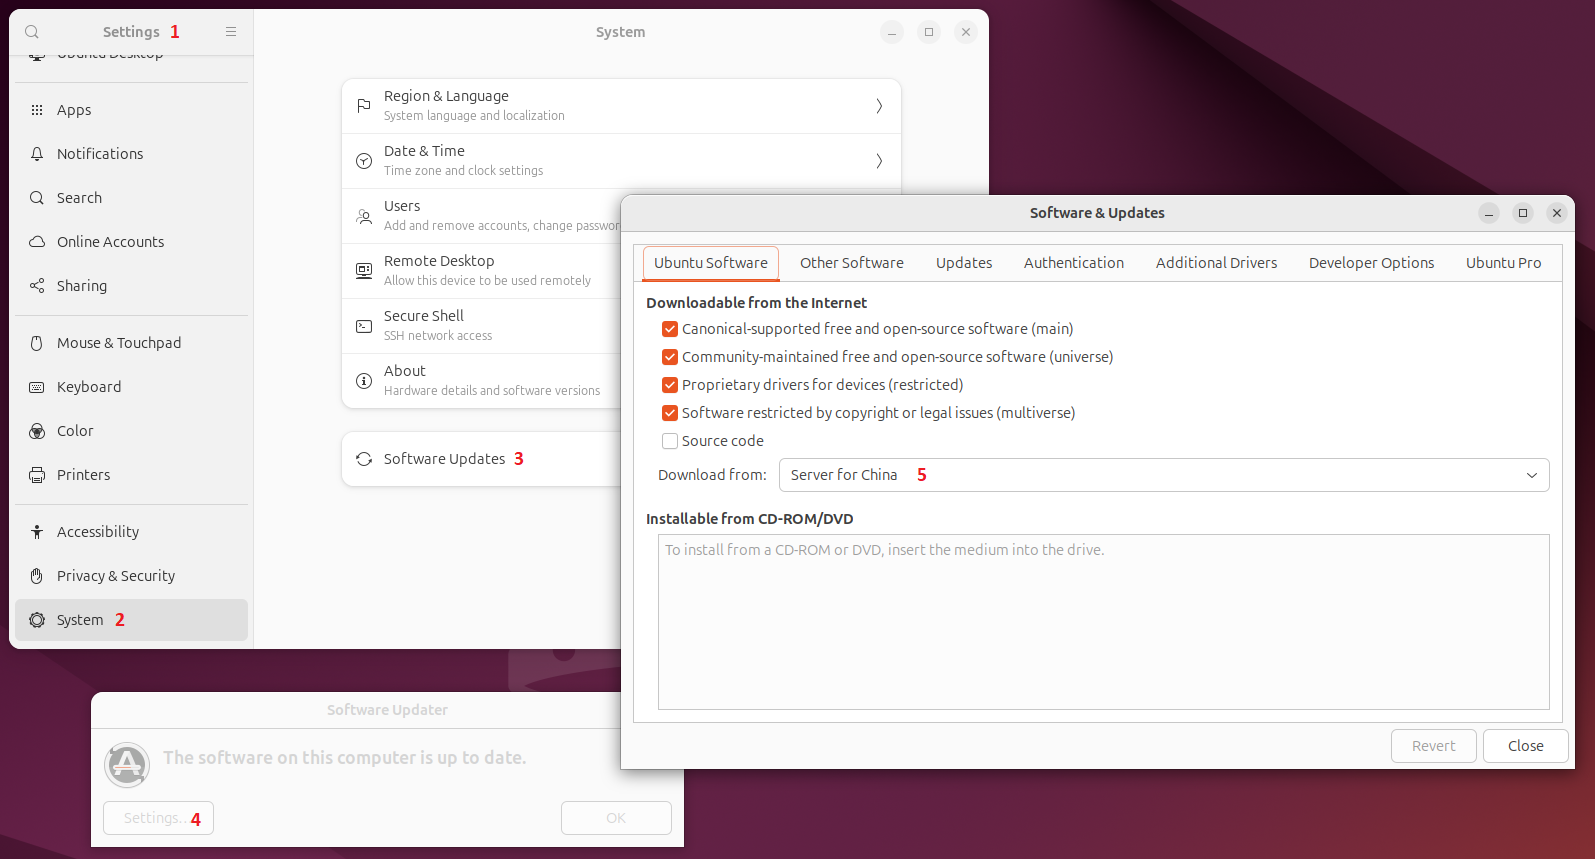 Settings 1
Ubuntu Desktop
Apps
Notifications
Search
Online Accounts
Sharing
Mouse & Touchpad
Keyboard
Color
Printers
Accessibility
Privacy & Security
System 2
System
Region & Language
System language and localization
Date & Time
Time zone and clock settings
Users
Add and remove accounts, change passwor
Remote Desktop
Allow this device to be used remotely
Secure Shell
SSH network access
About
Hardware details and software versions
Software Updates 3
Software Updater
The software on this computer is up to date.
Settings... 4
OK
Software & Updates
Ubuntu Software Other Software Updates Authentication Additional Drivers Developer Options Ubuntu Pro
Downloadable from the Internet
Canonical-supported free and open-source software (main)
Community-maintained free and open-source software (universe)
Proprietary drivers for devices (restricted)
Software restricted by copyright or legal issues (multiverse)
Source code
Download from: Server for China 5
Installable from CD-ROM/DVD
To install from a CD-ROM or DVD, insert the medium into the drive.
Revert Close